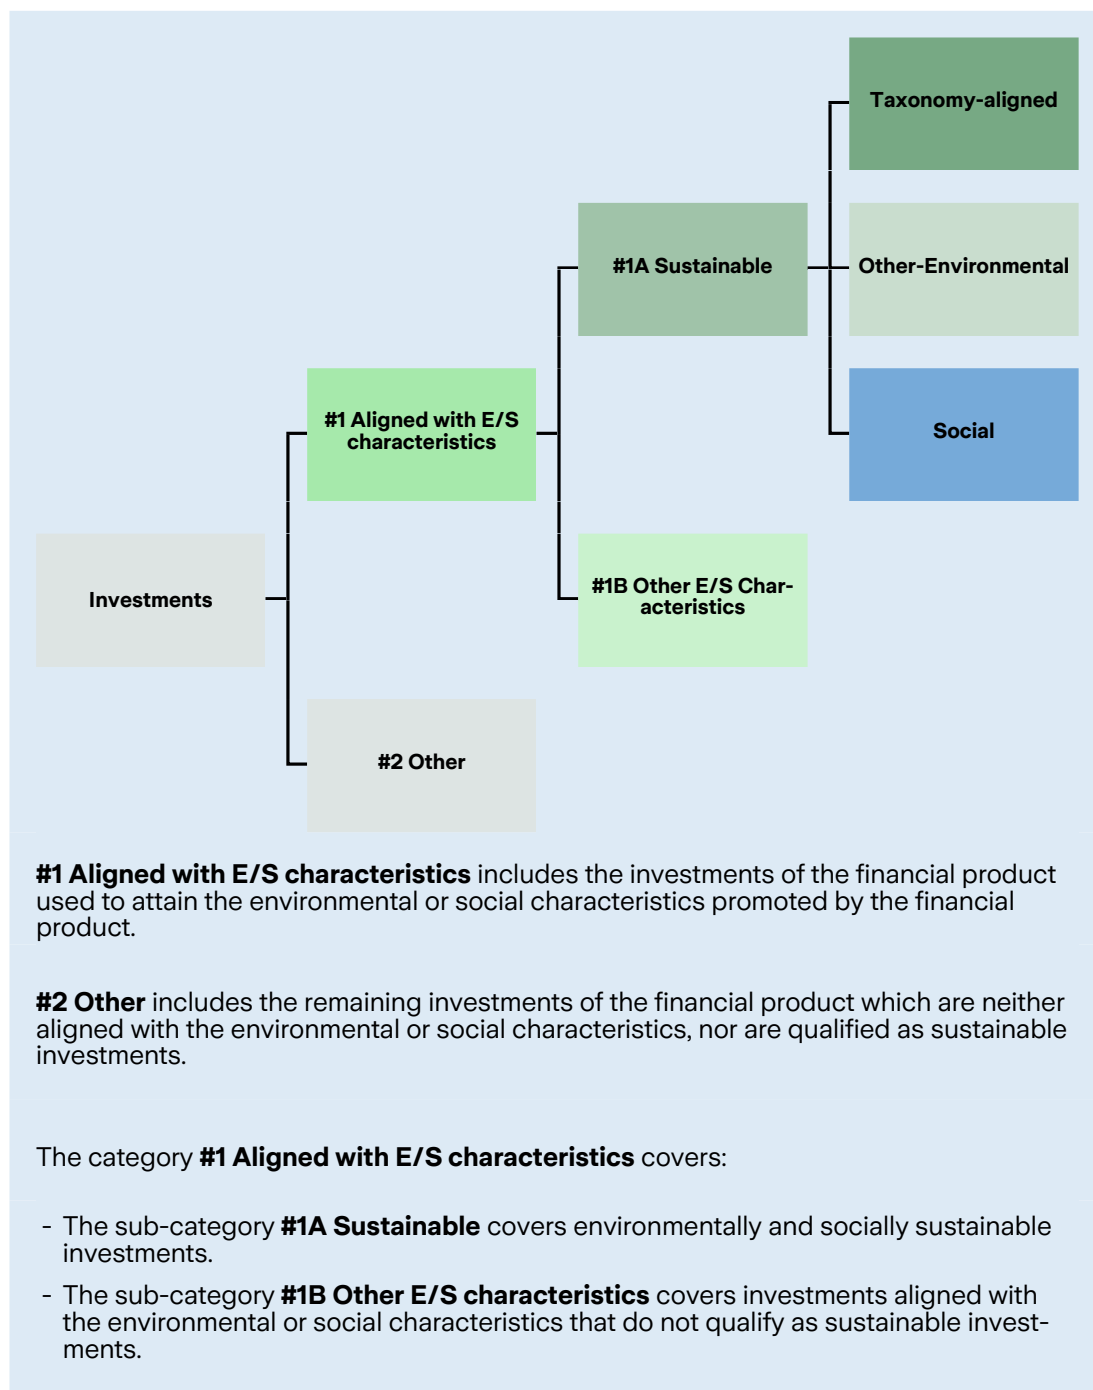 Taxonomy-aligned
#1A Sustainable
Other-Environmental
#1 Aligned with E/S
characteristics
Social
Investments
#1B Other E/S Char-
acteristics
#2 Other
#1 Aligned with E/S characteristics includes the investments of the financial product
used to attain the environmental or social characteristics promoted by the financial
product.
#2 Other includes the remaining investments of the financial product which are neither
aligned with the environmental or social characteristics, nor are qualified as sustainable
investments.
The category #1 Aligned with E/S characteristics covers:
- The sub-category #1A Sustainable covers environmentally and socially sustainable
investments.
- The sub-category #1B Other E/S characteristics covers investments aligned with
the environmental or social characteristics that do not qualify as sustainable invest-
ments.